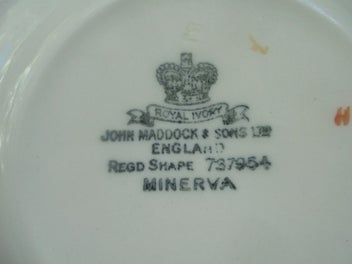 ROYAL IVORY
JOHN MADDOCK & SONS LTD
ENGLAND
REGD SHAPE 737954
MINERVA
H